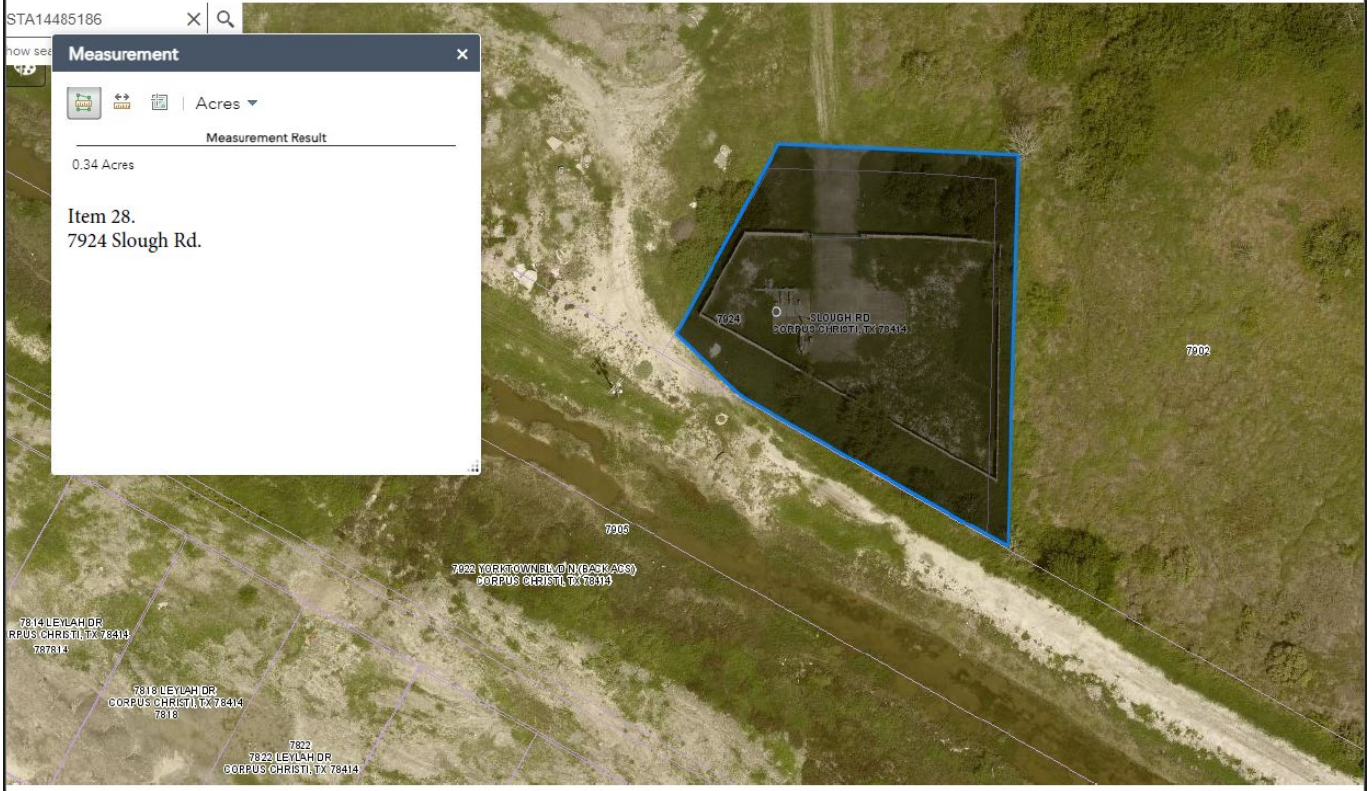 STA14485186
how sea
Measurement
Acres
Measurement Result
0.34 Acres
Item 28.
7924 Slough Rd.
7924
SLOUGH RD
CORPUS CHRISTI, TX 78414
7902
7905
7922 YORKTOWN BLVD N (BACK ACS)
CORPUS CHRISTI, TX 78414
7814 LEYLAH DR
RPUS CHRISTI, TX 78414
787814
7818 LEYLAH DR
CORPUS CHRISTI, TX 78414
7818
7822
7822 LEYLAH DR
CORPUS CHRISTI, TX 78414